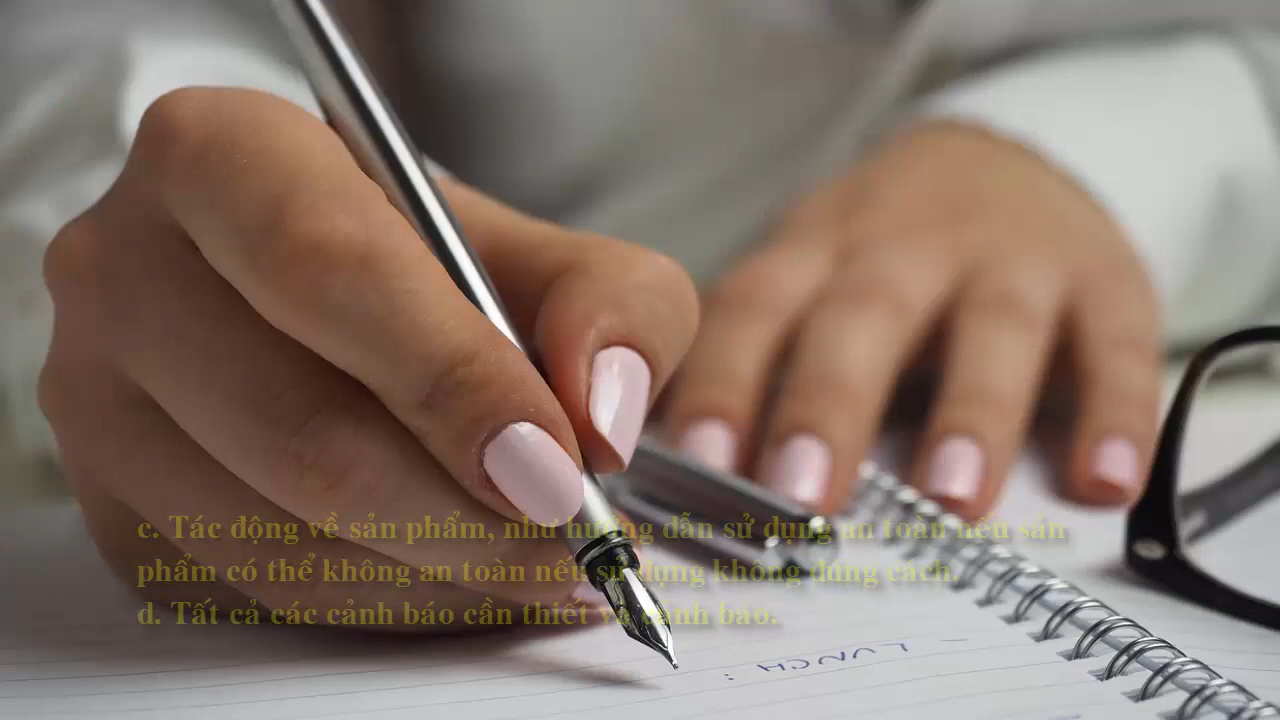 c. Tác động về sản phẩm, như hướng dẫn sử dụng an toàn nếu sản
phẩm có thể không an toàn nếu sử dụng không đúng cách.
d. Tất cả các cảnh báo cần thiết và cảnh báo.
LUNCH :